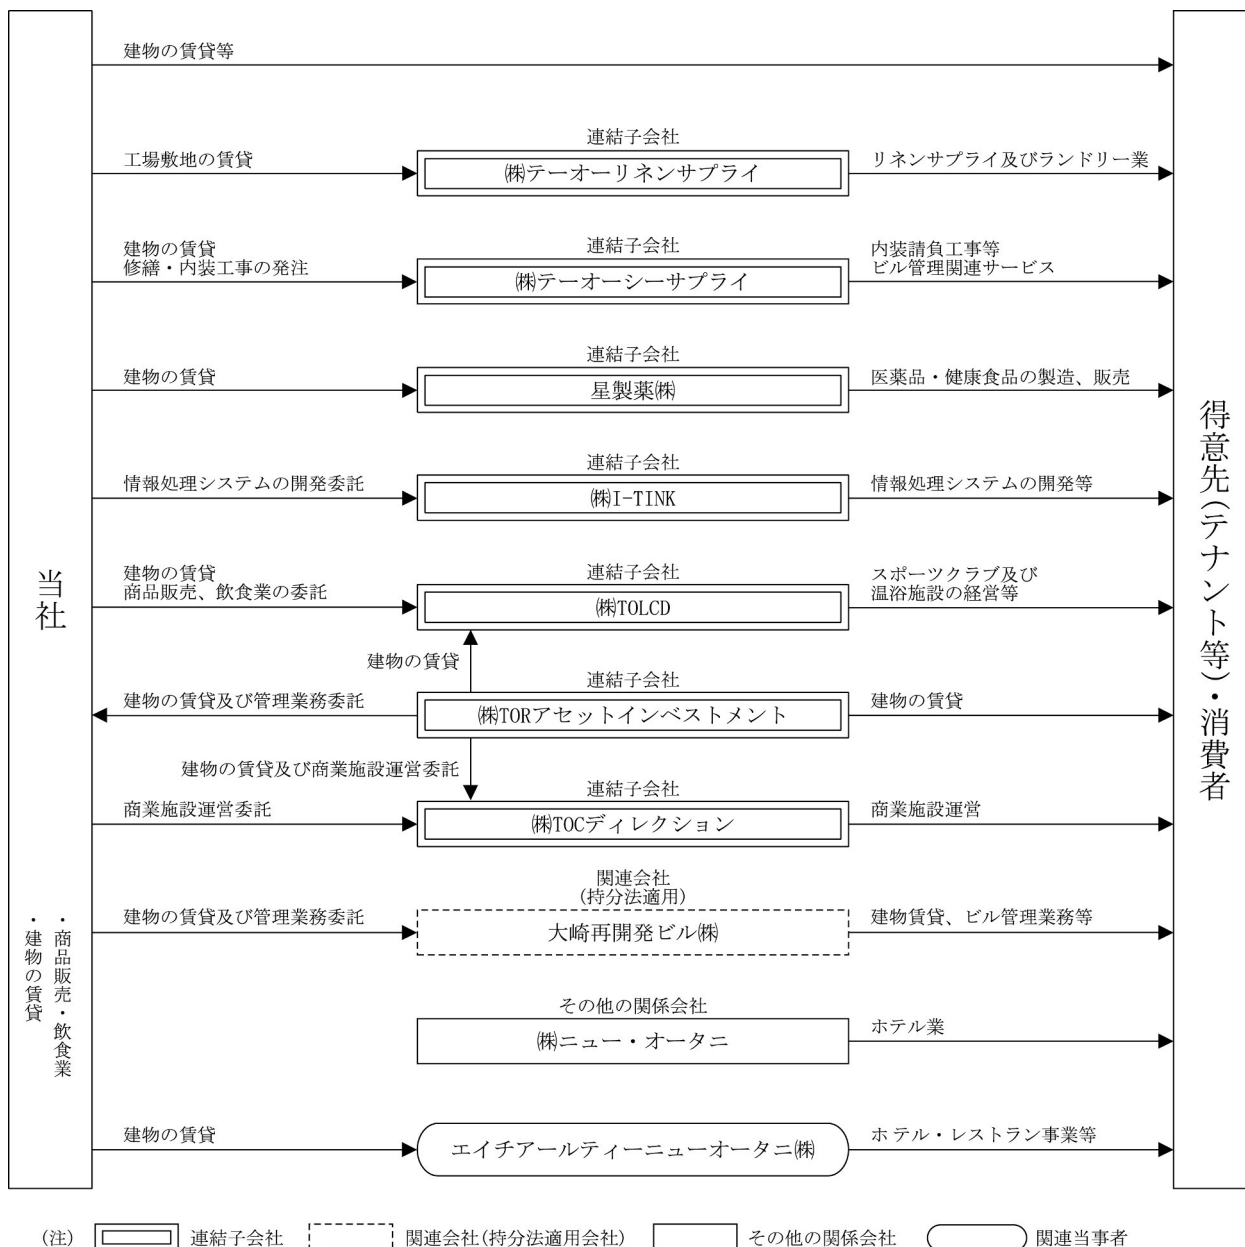 建物の賃貸等
連結子会社
工場敷地の賃貸
㈱テーオーリネンサプライ
リネンサプライ及びランドリー業
連結子会社
建物の賃貸
修繕・内装工事の発注
㈱テーオーシーサプライ
内装請負工事等
ビル管理関連サービス
連結子会社
建物の賃貸
星製薬㈱
医薬品・健康食品の製造、販売
連結子会社
情報処理システムの開発委託
㈱I-TINK
情報処理システムの開発等
連結子会社
建物の賃貸
商品販売、飲食業の委託
㈱TOLCD
スポーツクラブ及び
温浴施設の経営等
建物の賃貸
連結子会社
建物の賃貸及び管理業務委託
㈱TORアセットインベストメント
建物の賃貸
建物の賃貸及び商業施設運営委託
連結子会社
商業施設運営委託
㈱TOCディレクション
商業施設運営
関連会社
(持分法適用)
建物の賃貸及び管理業務委託
大崎再開発ビル㈱
建物賃貸、ビル管理業務等
その他の関係会社
㈱ニュー・オータニ
ホテル業
建物の賃貸
エイチアールティーニューオータニ㈱
ホテル・レストラン事業等
当社
・商品販売・飲食業
・建物の賃貸
得意先(テナント等)・消費者
(注) 連結子会社 関連会社(持分法適用会社) その他の関係会社 関連当事者